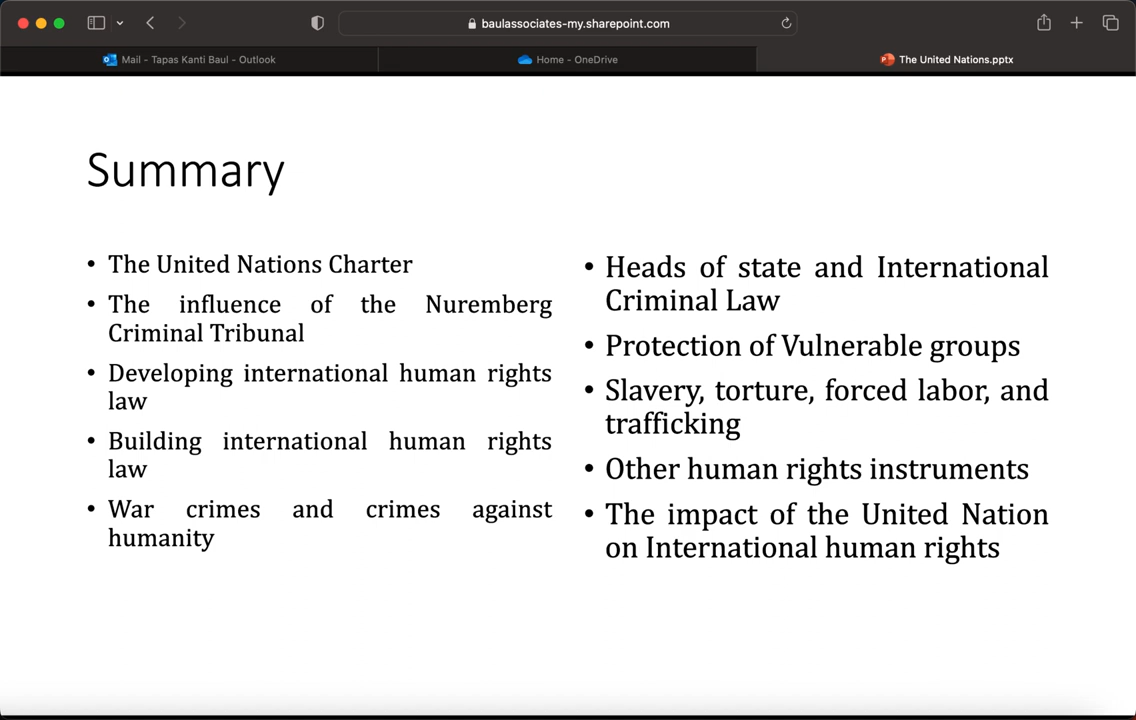 baulassociates-my.sharepoint.com
Mail - Tapas Kanti Baul - Outlook
Home - OneDrive
The United Nations.pptx
Summary
• The United Nations Charter
• The influence of the Nuremberg
Criminal Tribunal
• Developing international human rights
law
• Building international human rights
law
• War crimes and crimes against
humanity
• Heads of state and International
Criminal Law
• Protection of Vulnerable groups
• Slavery, torture, forced labor, and
trafficking
• Other human rights instruments
• The impact of the United Nation
on International human rights